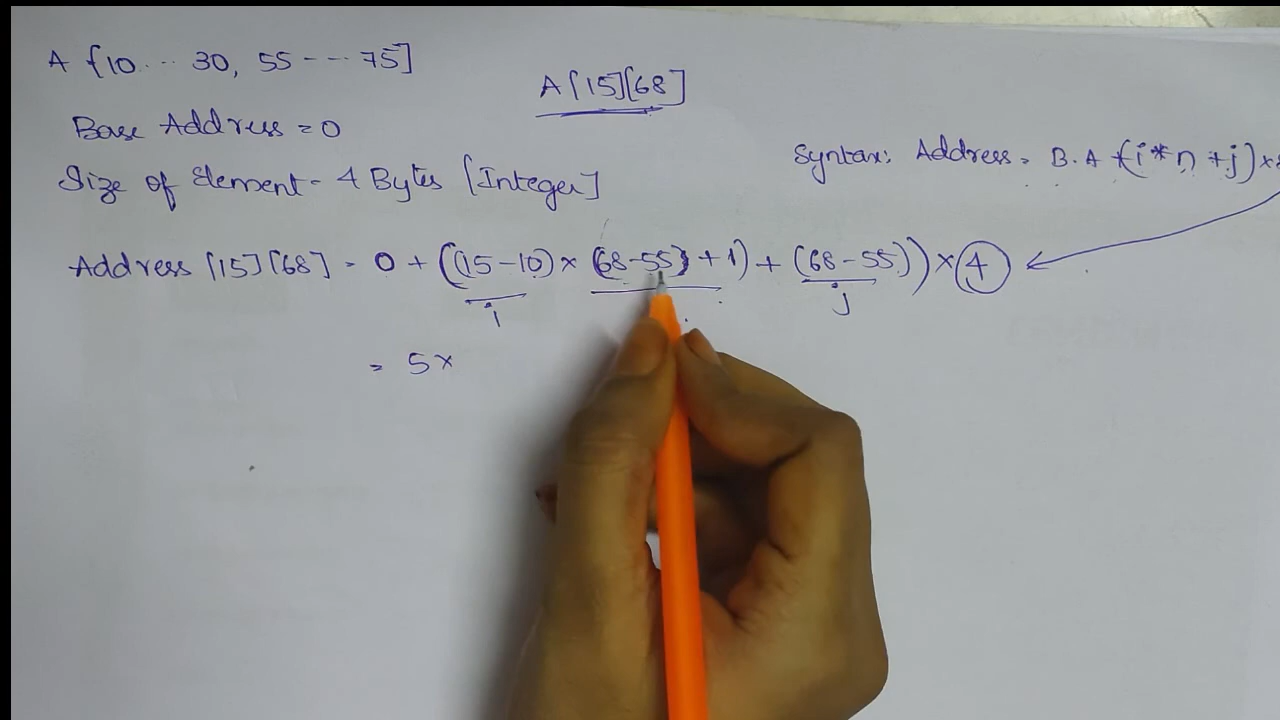 A [10 ... 30, 55 --- 75]
A[15][68]
Base Address = 0
Syntax: Address = B.A + (i * n + j) ×
Size of Element - 4 Bytes [Integer]
Address [15][68] = 0 + ((15-10) × (68-55) + 1) + (68-55)) × 4
i
j
= 5×